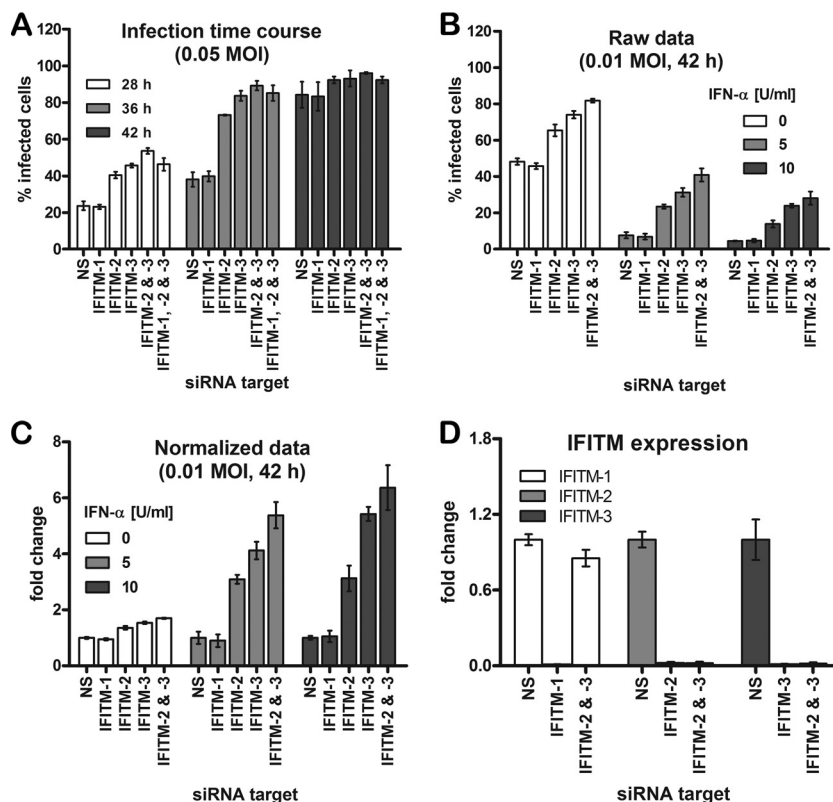 A
Infection time course
(0.05 MOI)
120
100
80
60
40
20
0
% infected cells
28 h
36 h
42 h
NS
IFITM-1
IFITM-2
IFITM-3
IFITM-2 & -3
IFITM-1, -2 & -3
NS
IFITM-1
IFITM-2
IFITM-3
IFITM-2 & -3
IFITM-1, -2 & -3
NS
IFITM-1
IFITM-2
IFITM-3
IFITM-2 & -3
IFITM-1, -2 & -3
siRNA target
B
Raw data
(0.01 MOI, 42 h)
120
100
80
60
40
20
0
% infected cells
IFN-α [U/ml]
0
5
10
NS
IFITM-1
IFITM-2
IFITM-3
IFITM-2 & -3
NS
IFITM-1
IFITM-2
IFITM-3
IFITM-2 & -3
NS
IFITM-1
IFITM-2
IFITM-3
IFITM-2 & -3
siRNA target
C
Normalized data
(0.01 MOI, 42 h)
8
6
4
2
0
fold change
IFN-α [U/ml]
0
5
10
NS
IFITM-1
IFITM-2
IFITM-3
IFITM-2 & -3
NS
IFITM-1
IFITM-2
IFITM-3
IFITM-2 & -3
NS
IFITM-1
IFITM-2
IFITM-3
IFITM-2 & -3
siRNA target
D
IFITM expression
1.8
1.2
0.6
0.0
fold change
IFITM-1
IFITM-2
IFITM-3
NS
IFITM-1
IFITM-2 & -3
NS
IFITM-2
IFITM-2 & -3
NS
IFITM-3
IFITM-2 & -3
siRNA target